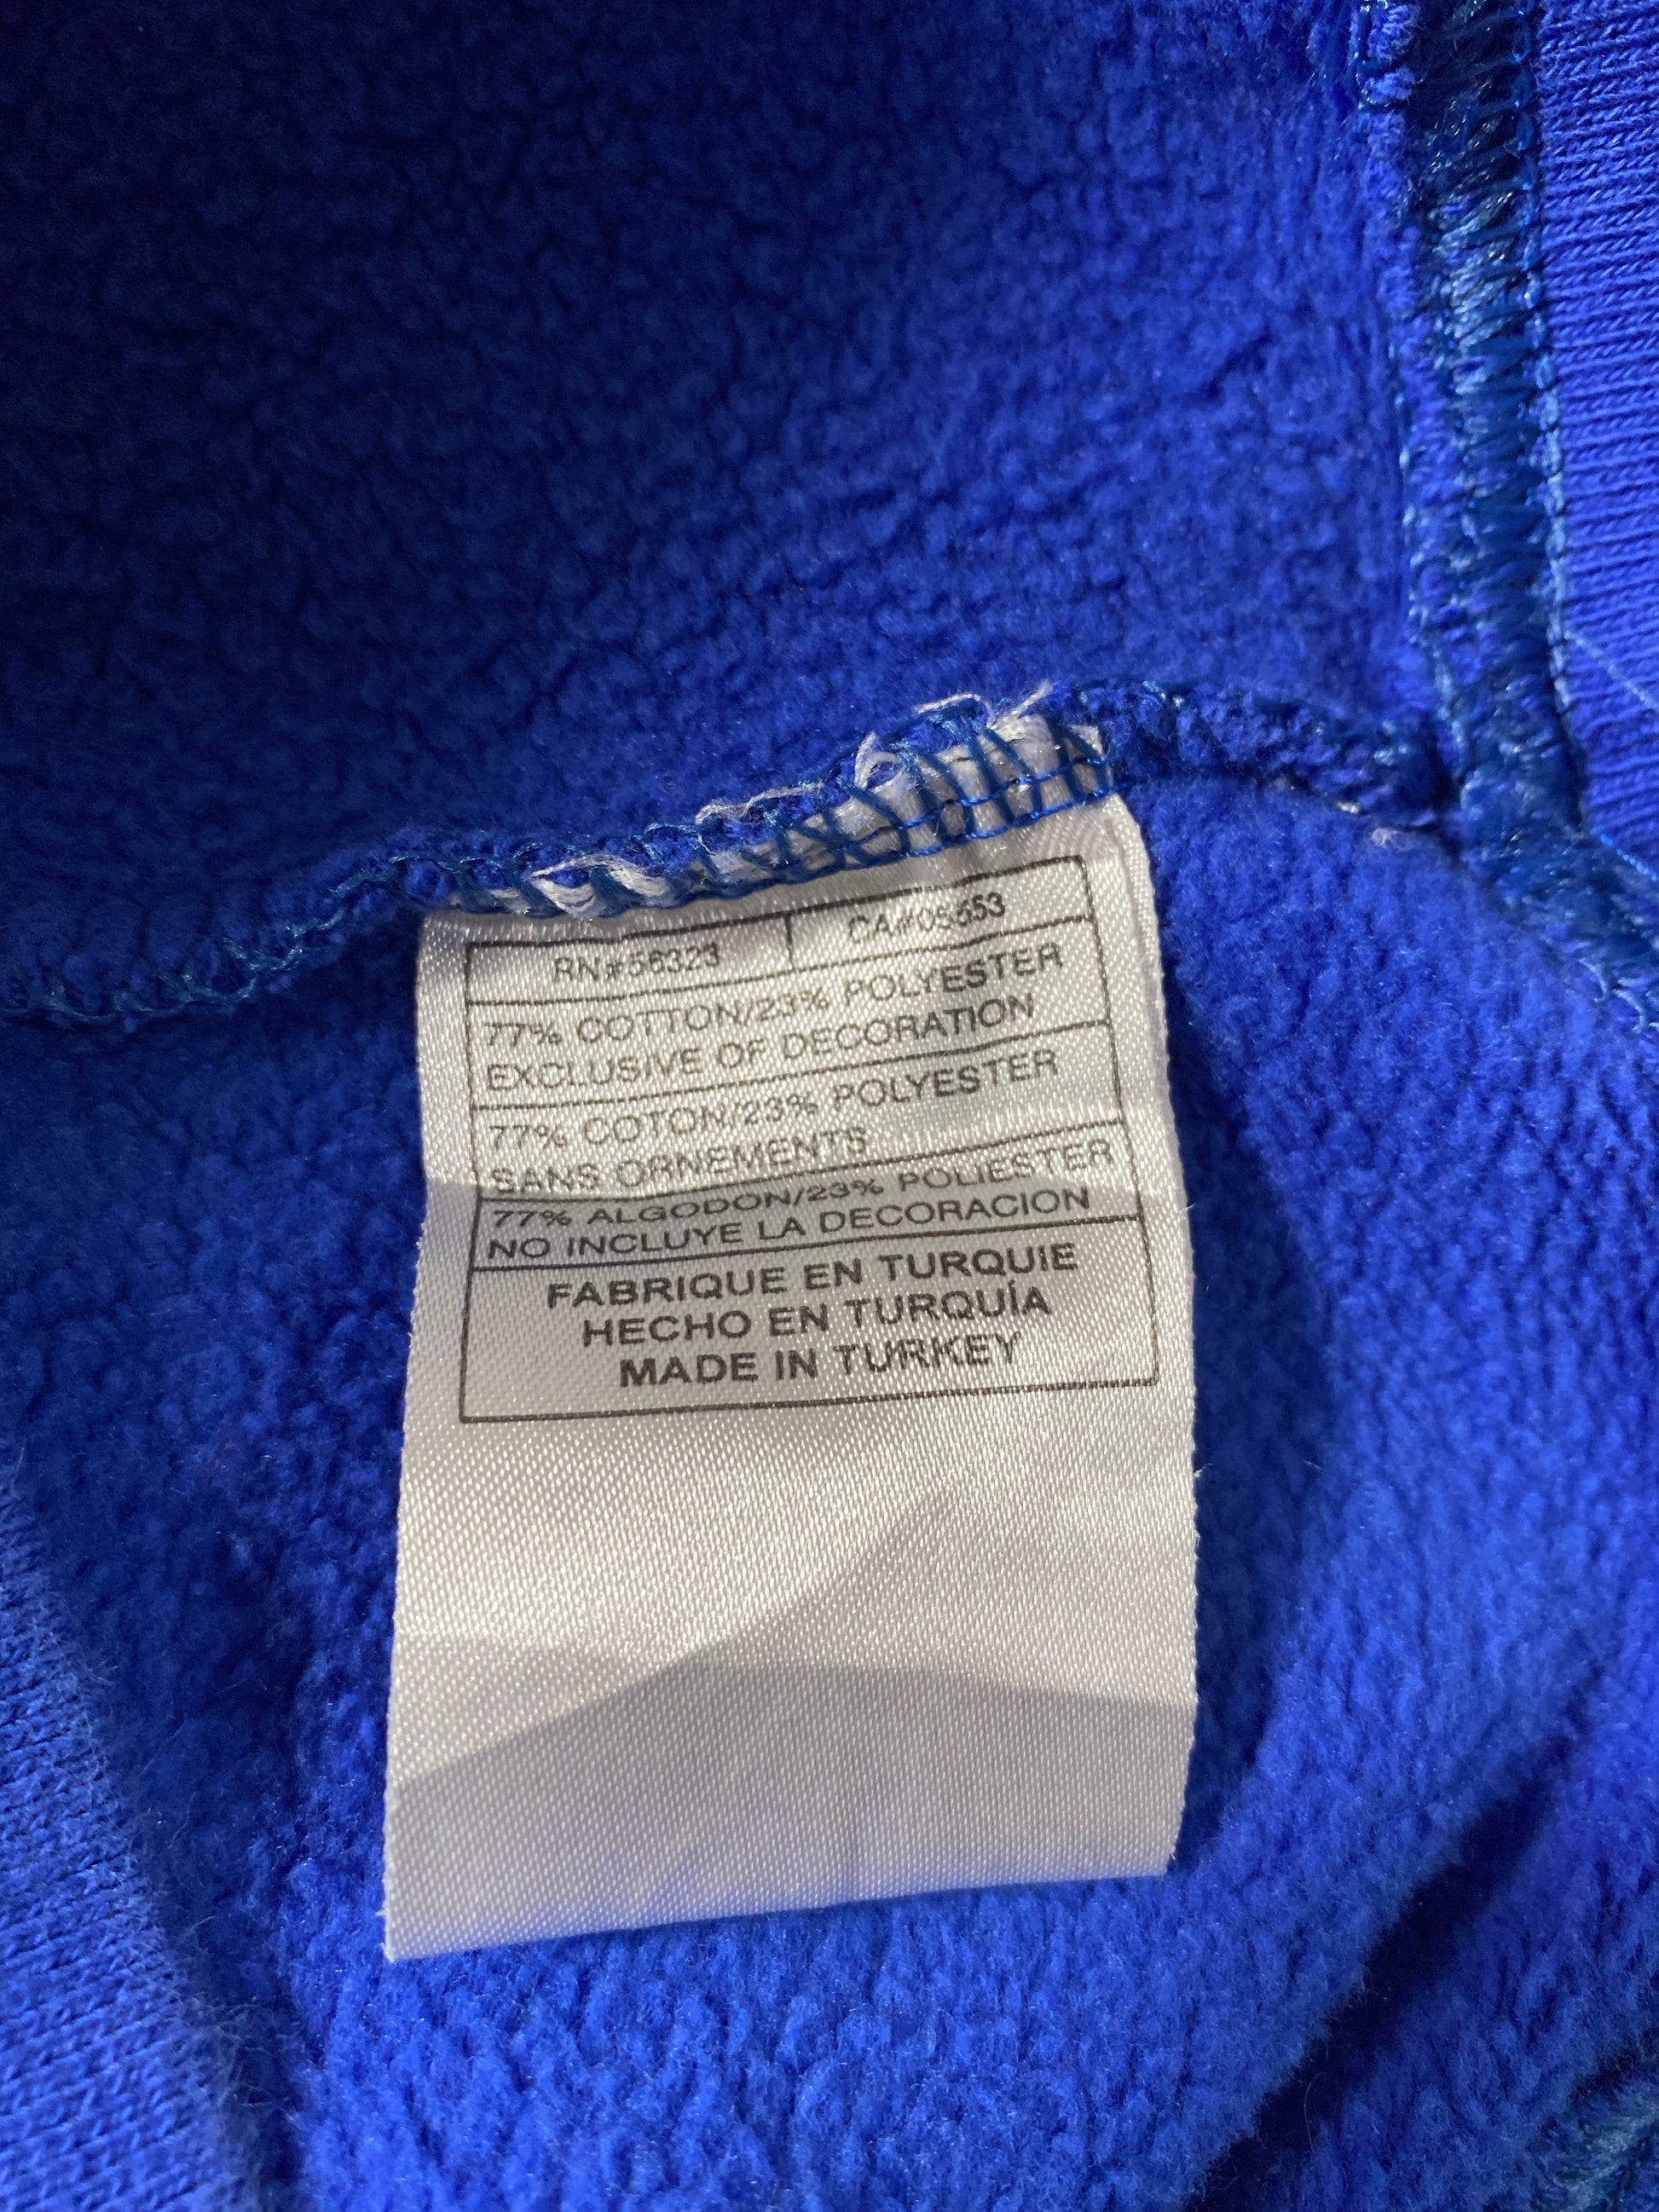 RN#56323 CA#05553
77% COTTON/23% POLYESTER
EXCLUSIVE OF DECORATION
77% COTON/23% POLYESTER
SANS ORNEMENTS
77% ALGODON/23% POLIESTER
NO INCLUYE LA DECORACION
FABRIQUE EN TURQUIE
HECHO EN TURQUÍA
MADE IN TURKEY